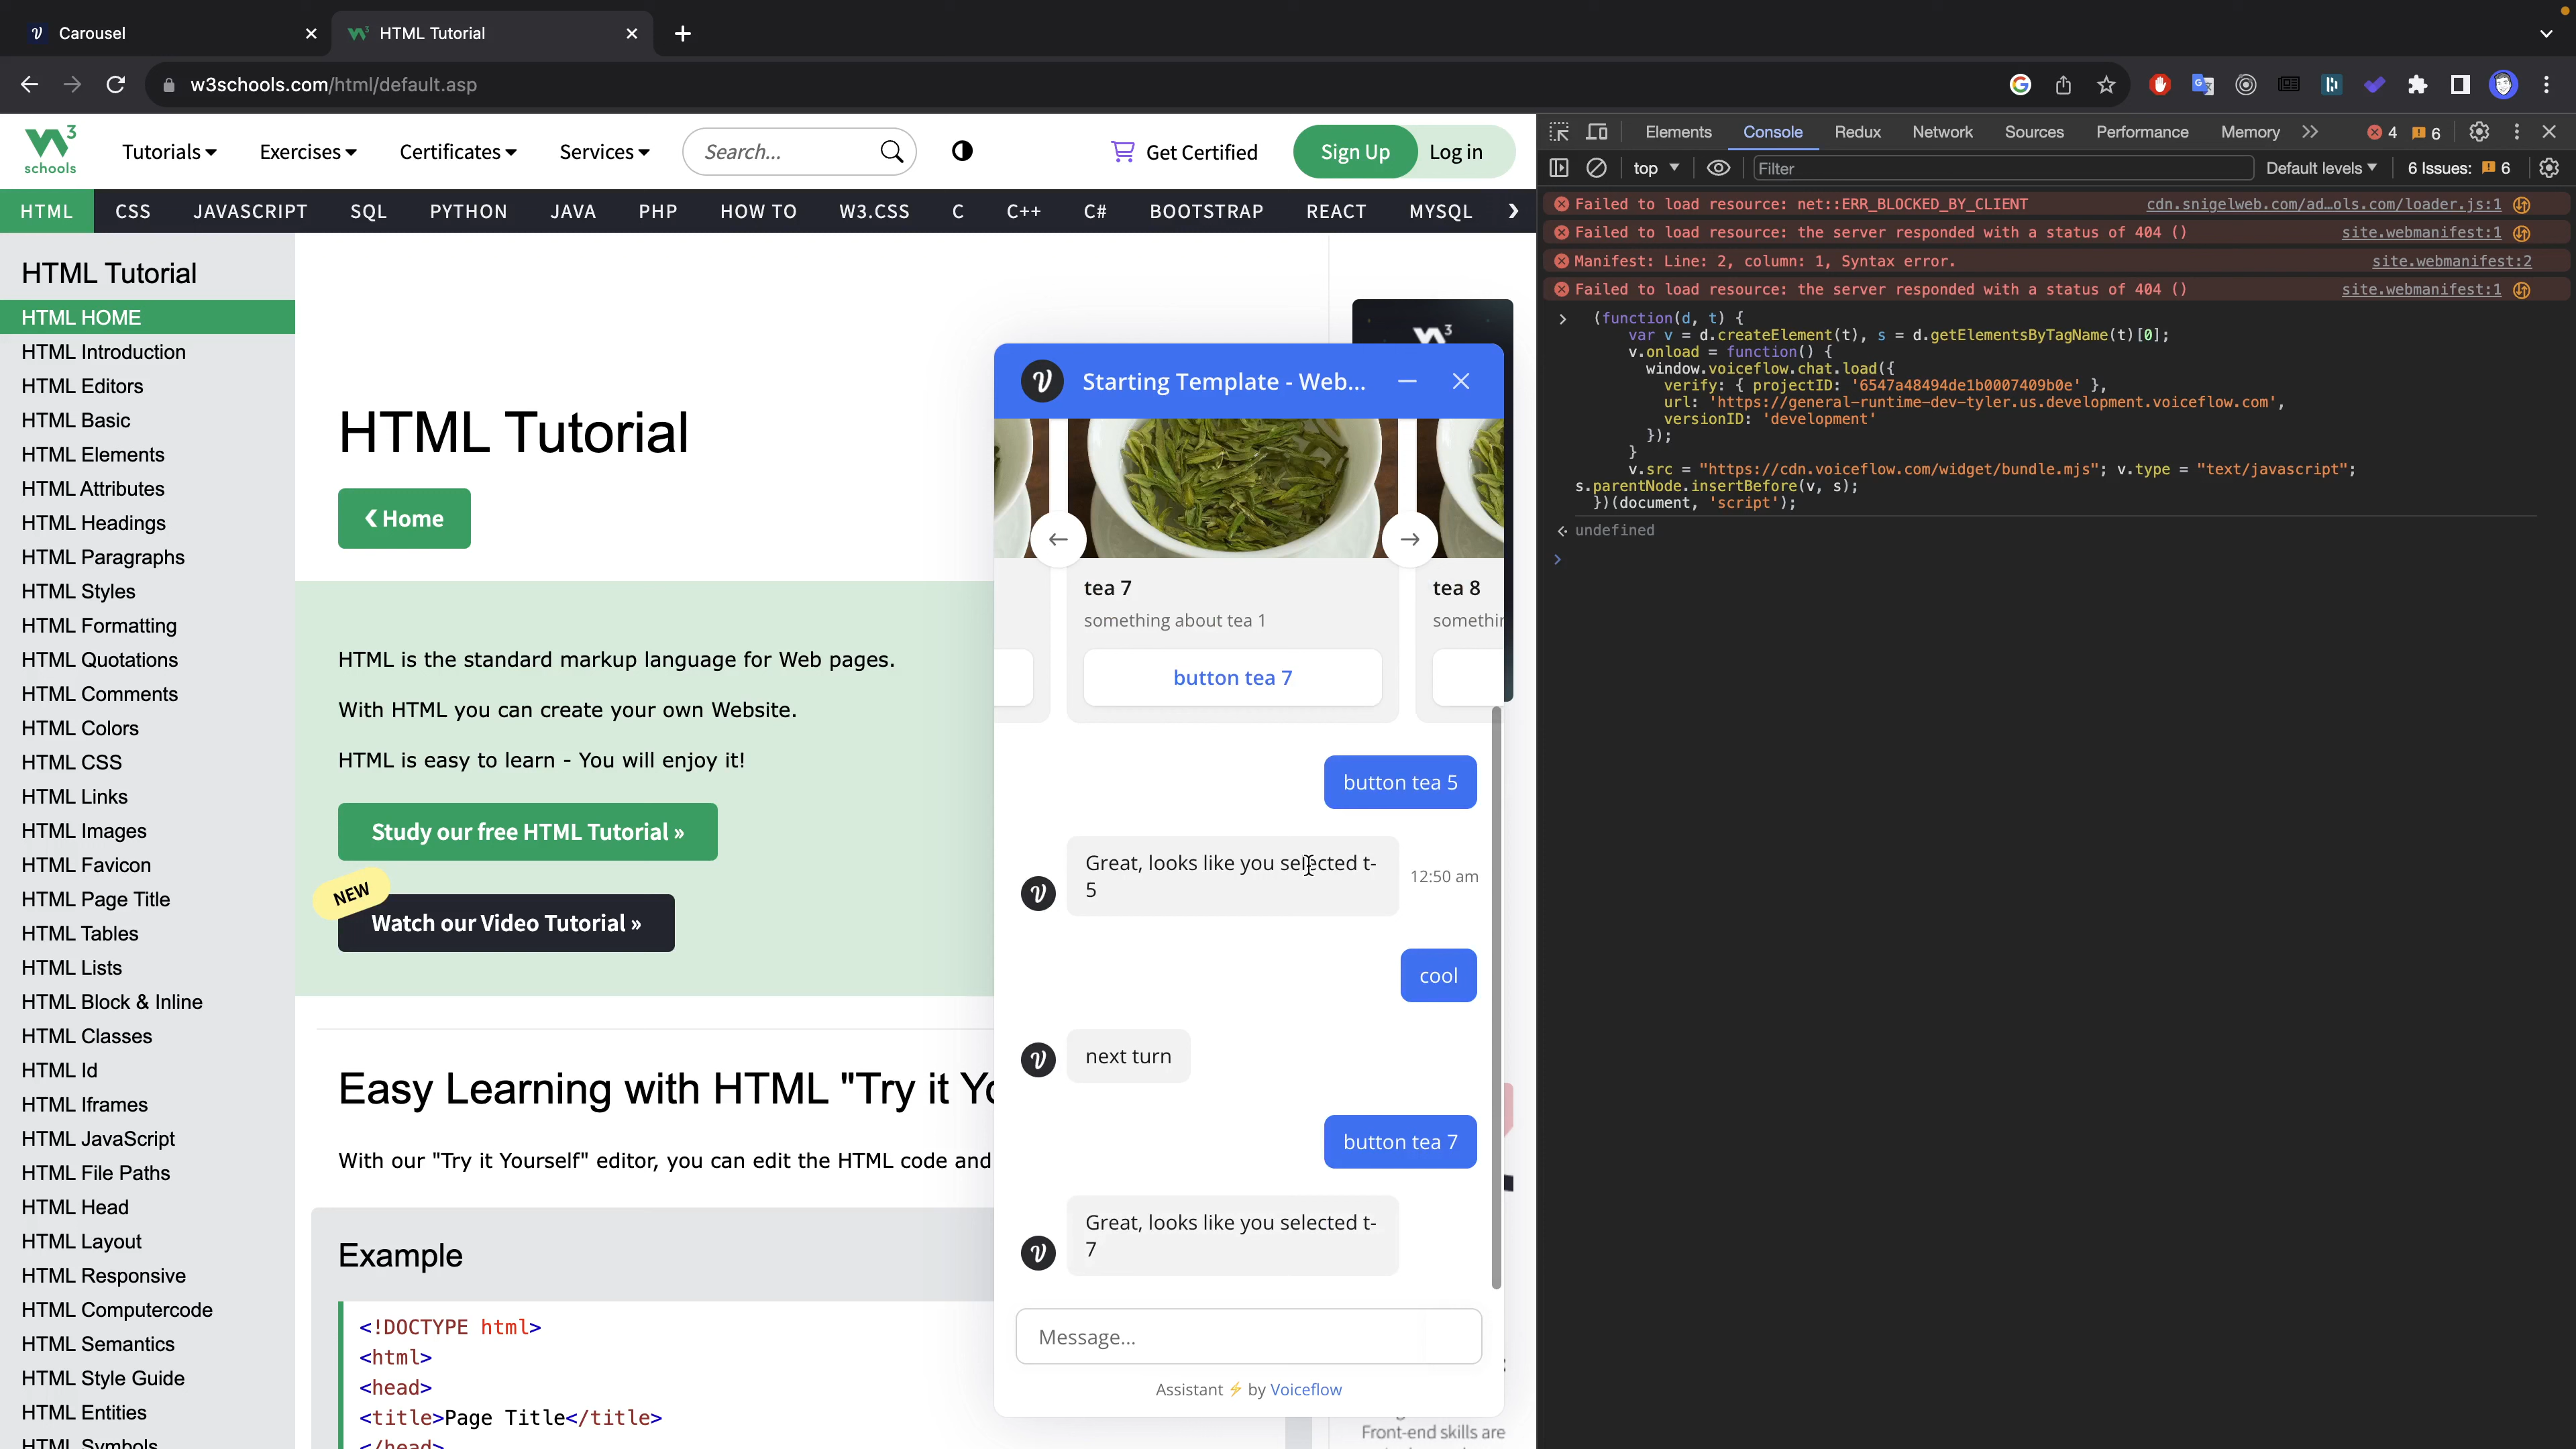 Carousel
HTML Tutorial
w3schools.com/html/default.asp
schools
Tutorials
Exercises
Certificates
Services
Search...
Get Certified
Sign Up
Log in
HTML
CSS
JAVASCRIPT
SQL
PYTHON
JAVA
PHP
HOW TO
W3.CSS
C
C++
C#
BOOTSTRAP
REACT
MYSQL
HTML Tutorial
HTML HOME
HTML Introduction
HTML Editors
HTML Basic
HTML Elements
HTML Attributes
HTML Headings
HTML Paragraphs
HTML Styles
HTML Formatting
HTML Quotations
HTML Comments
HTML Colors
HTML CSS
HTML Links
HTML Images
HTML Favicon
HTML Page Title
HTML Tables
HTML Lists
HTML Block & Inline
HTML Classes
HTML Id
HTML Iframes
HTML JavaScript
HTML File Paths
HTML Head
HTML Layout
HTML Responsive
HTML Computercode
HTML Semantics
HTML Style Guide
HTML Entities
HTML Symbols
HTML Tutorial
❮ Home
HTML is the standard markup language for Web pages.
With HTML you can create your own Website.
HTML is easy to learn - You will enjoy it!
Study our free HTML Tutorial »
NEW
Watch our Video Tutorial »
Easy Learning with HTML "Try it Yo
With our "Try it Yourself" editor, you can edit the HTML code and
Example
<!DOCTYPE html>
<html>
<head>
<title>Page Title</title>
</head>
Starting Template - Web...
tea 7
something about tea 1
button tea 7
tea 8
somethin
button tea 5
Great, looks like you selected t-
5
12:50 am
cool
next turn
button tea 7
Great, looks like you selected t-
7
Message...
Assistant ⚡ by Voiceflow
Front-end skills are
Elements
Console
Redux
Network
Sources
Performance
Memory
4
6
top
Filter
Default levels
6 Issues: 6
Failed to load resource: net::ERR_BLOCKED_BY_CLIENT cdn.snigelweb.com/ad…ols.com/loader.js:1
Failed to load resource: the server responded with a status of 404 () site.webmanifest:1
Manifest: Line: 2, column: 1, Syntax error. site.webmanifest:2
Failed to load resource: the server responded with a status of 404 () site.webmanifest:1
(function(d, t) {
var v = d.createElement(t), s = d.getElementsByTagName(t)[0];
v.onload = function() {
window.voiceflow.chat.load({
verify: { projectID: '6547a48494de1b0007409b0e' },
url: 'https://general-runtime-dev-tyler.us.development.voiceflow.com',
versionID: 'development'
});
}
v.src = "https://cdn.voiceflow.com/widget/bundle.mjs"; v.type = "text/javascript";
s.parentNode.insertBefore(v, s);
})(document, 'script');
undefined